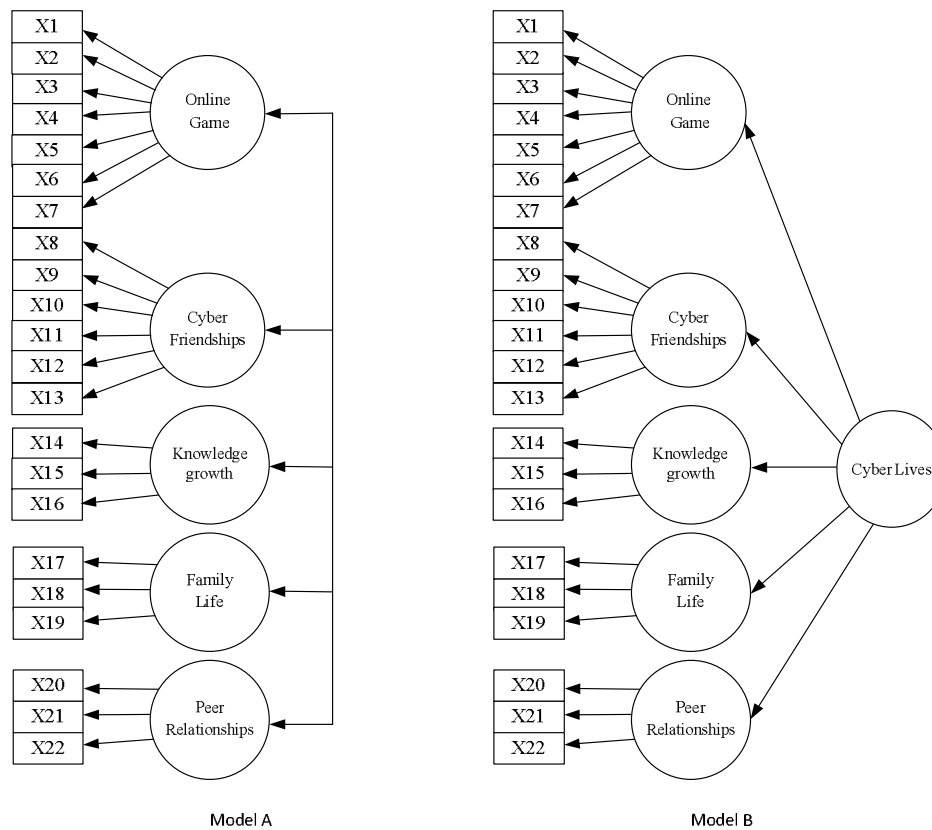 X1
X2
X3
X4
X5
X6
X7
X8
X9
X10
X11
X12
X13
X14
X15
X16
X17
X18
X19
X20
X21
X22
Online
Game
Cyber
Friendships
Knowledge
growth
Family
Life
Peer
Relationships
Model A
X1
X2
X3
X4
X5
X6
X7
X8
X9
X10
X11
X12
X13
X14
X15
X16
X17
X18
X19
X20
X21
X22
Online
Game
Cyber
Friendships
Knowledge
growth
Family
Life
Peer
Relationships
Cyber Lives
Model B